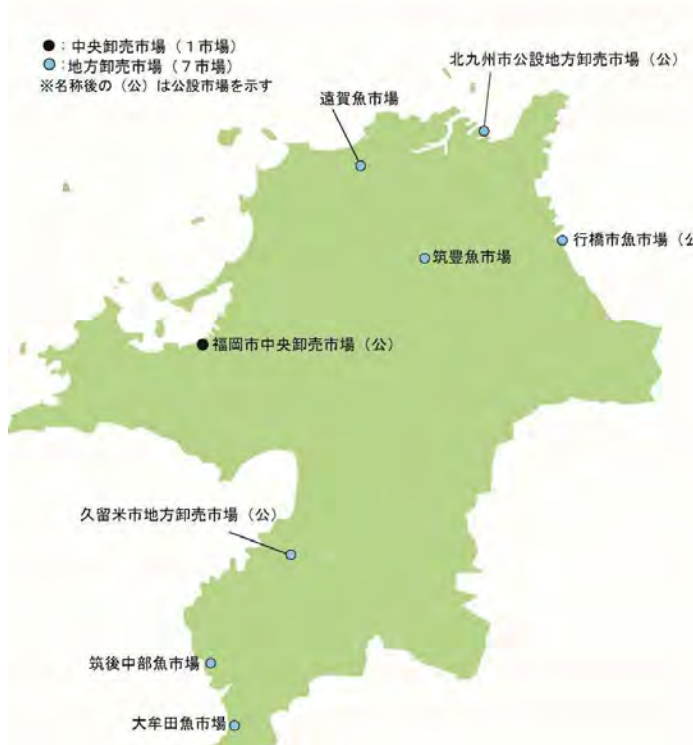 ●：中央卸売市場（１市場）
●：地方卸売市場（７市場）
※名称後の（公）は公設市場を示す
北九州市公設地方卸売市場（公）
遠賀魚市場
行橋市魚市場（公
筑豊魚市場
福岡市中央卸売市場（公）
久留米市地方卸売市場（公）
筑後中部魚市場
大牟田魚市場